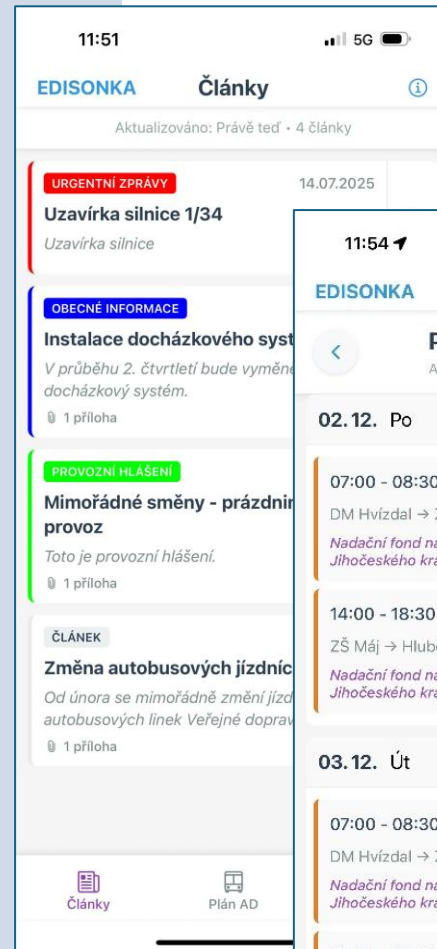 11:51
5G
EDISONKA
Články
Aktualizováno: Právě teď • 4 články
URGENTNÍ ZPRÁVY
14.07.2025
Uzavírka silnice 1/34
Uzavírka silnice
OBECNÉ INFORMACE
Instalace docházkového syst
V průběhu 2. čtvrtletí bude vyměně
docházkový systém.
1 příloha
PROVOZNÍ HLÁŠENÍ
Mimořádné směny - prázdnin
provoz
Toto je provozní hlášení.
1 příloha
ČLÁNEK
Změna autobusových jízdníc
Od února se mimořádně změní jízd
autobusových linek Veřejné doprav
1 příloha
Články
Plán AD
11:54
EDISONKA
P
A
02.12. Po
07:00 - 08:30
DM Hvízdal → Z
Nadační fond na
Jihočeského kra
14:00 - 18:30
ZŠ Máj → Hlubo
Nadační fond na
Jihočeského kra
03.12. Út
07:00 - 08:30
DM Hvízdal → Z
Nadační fond na
Jihočeského kra